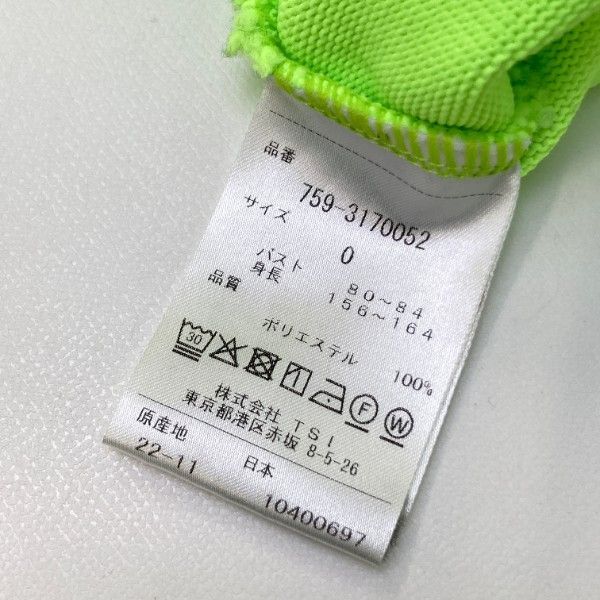 品番
759-3170052
サイズ
0
バスト 80～84
身長 156～164
品質
ポリエステル 100%
30 F W
株式会社 TSI
東京都港区赤坂 8-5-26
原産地 日本
22-11 10400697